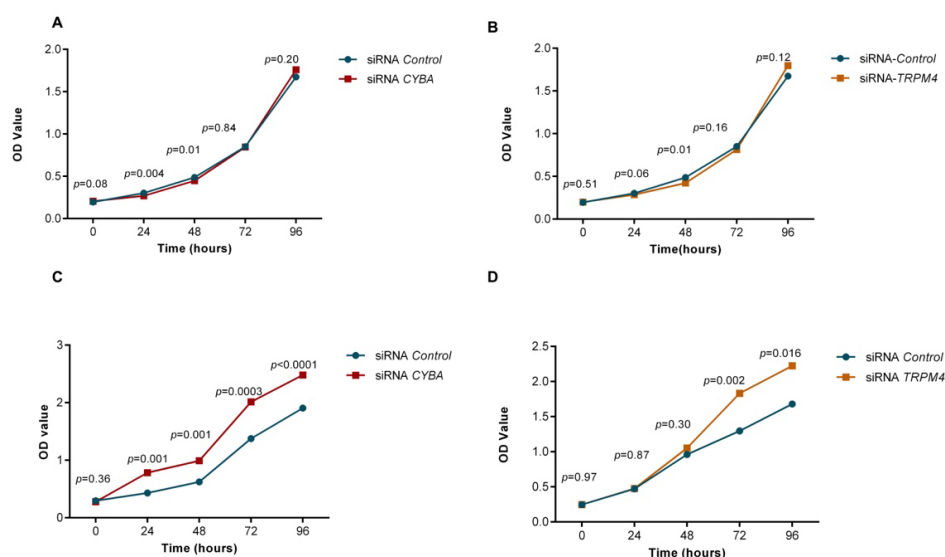 A
siRNA Control
siRNA CYBA
OD Value
2.0
1.5
1.0
0.5
0.0
p=0.08
p=0.004
p=0.01
p=0.84
p=0.20
0
24
48
72
96
Time (hours)
B
siRNA-Control
siRNA-TRPM4
OD Value
2.0
1.5
1.0
0.5
0.0
p=0.51
p=0.06
p=0.01
p=0.16
p=0.12
0
24
48
72
96
Time(hours)
C
siRNA Control
siRNA CYBA
OD value
3
2
1
0
p=0.36
p=0.001
p=0.001
p=0.0003
p<0.0001
0
24
48
72
96
Time (hours)
D
siRNA Control
siRNA TRPM4
OD Value
2.5
2.0
1.5
1.0
0.5
0.0
p=0.97
p=0.87
p=0.30
p=0.002
p=0.016
0
24
48
72
96
Time (hours)